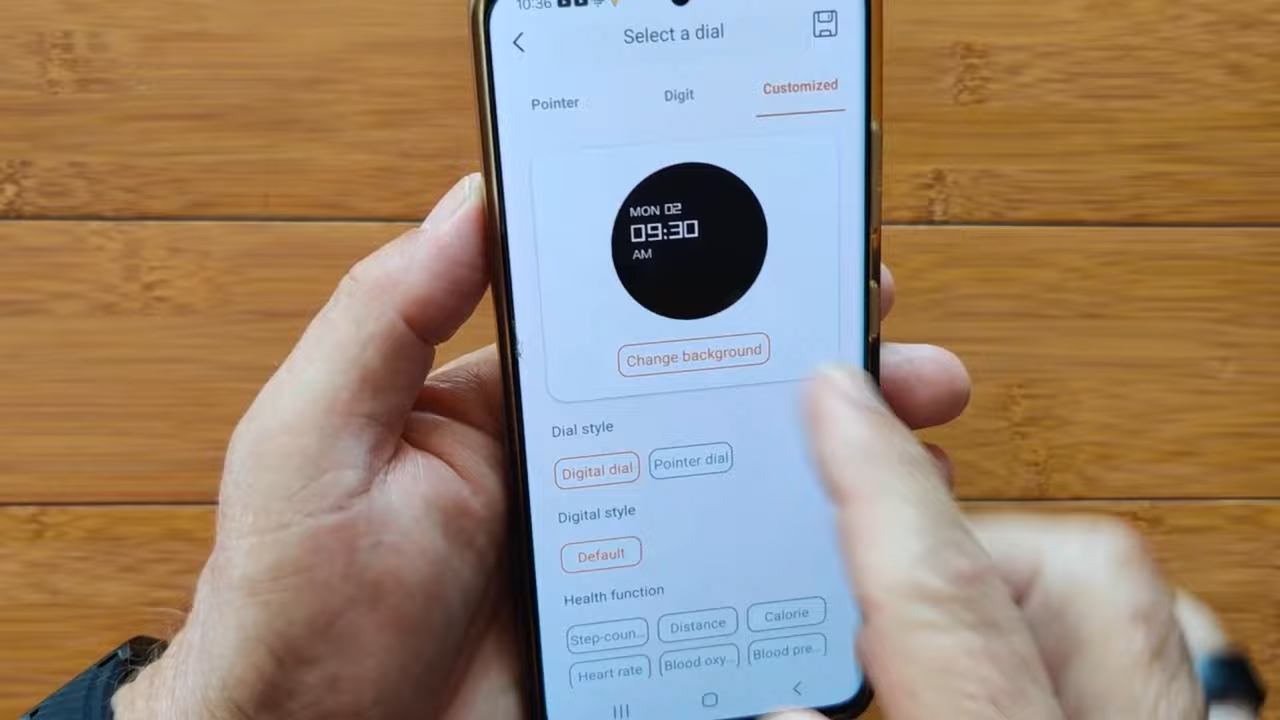 10:36
Select a dial
Pointer Digit Customized
MON 02
09:30
AM
Change background
Dial style
Digital dial Pointer dial
Digital style
Default
Health function
Step-coun... Distance Calorie
Heart rate Blood oxy... Blood pre...